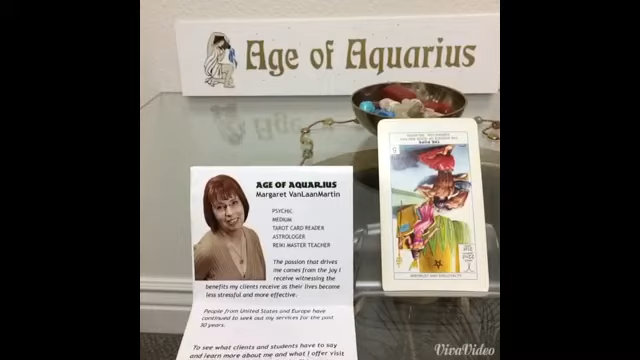 Age of Aquarius
AGE OF AQUARIUS
Margaret VanLaanMartin
PSYCHIC
MEDIUM
TAROT CARD READER
ASTROLOGER
REIKI MASTER TEACHER
The passion that drives
me comes from the joy I
receive witnessing the
benefits my clients receive as their lives become
less stressful and more effective.
People from United States and Europe have
continued to seek out my services for the past
30 years.
To see what clients and students have to say
and learn more about me and what I offer visit
THE POPE
5
VivaVideo